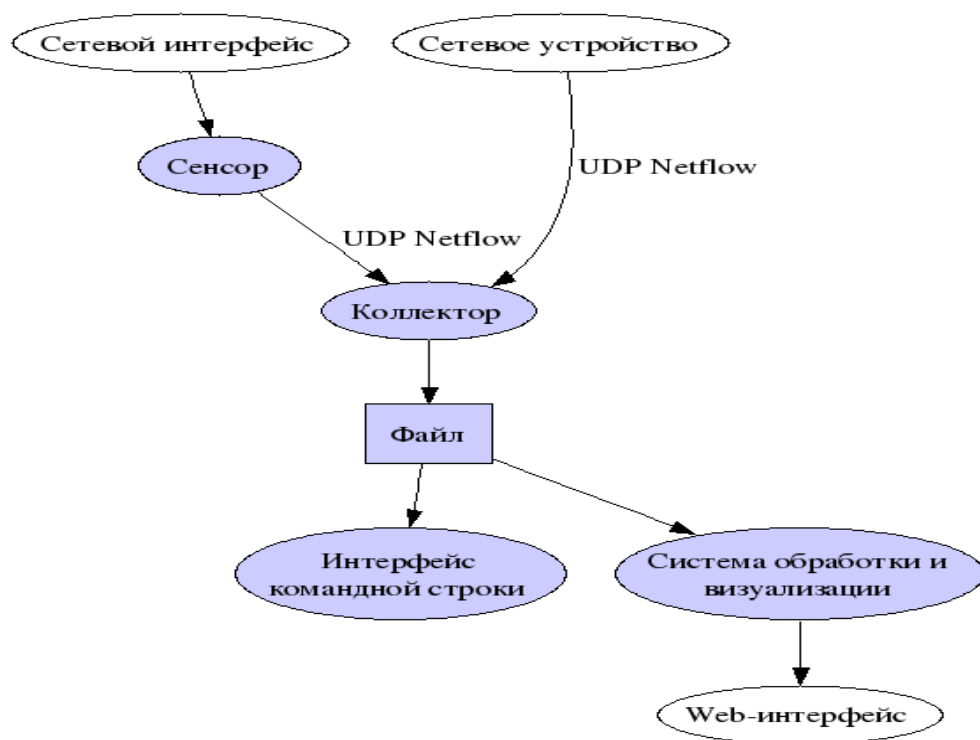 Сетевой интерфейс
Сетевое устройство
Сенсор
UDP Netflow
UDP Netflow
Коллектор
Файл
Интерфейс
командной строки
Система обработки и
визуализации
Web-интерфейс